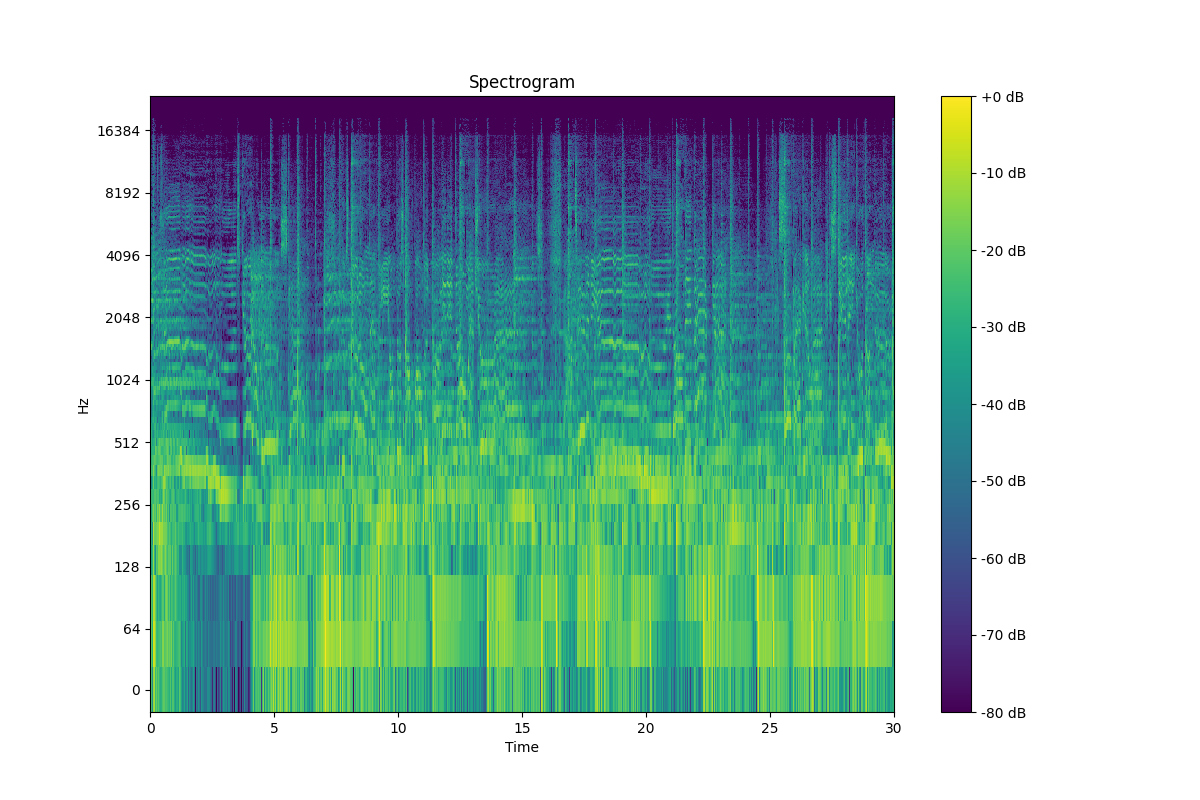 Spectrogram
+0 dB
16384
-10 dB
8192
-20 dB
4096
-30 dB
2048
1024
-40 dB
Hz
512
-50 dB
256
-60 dB
128
64
-70 dB
0
-80 dB
0 5 10 15 20 25 30
Time